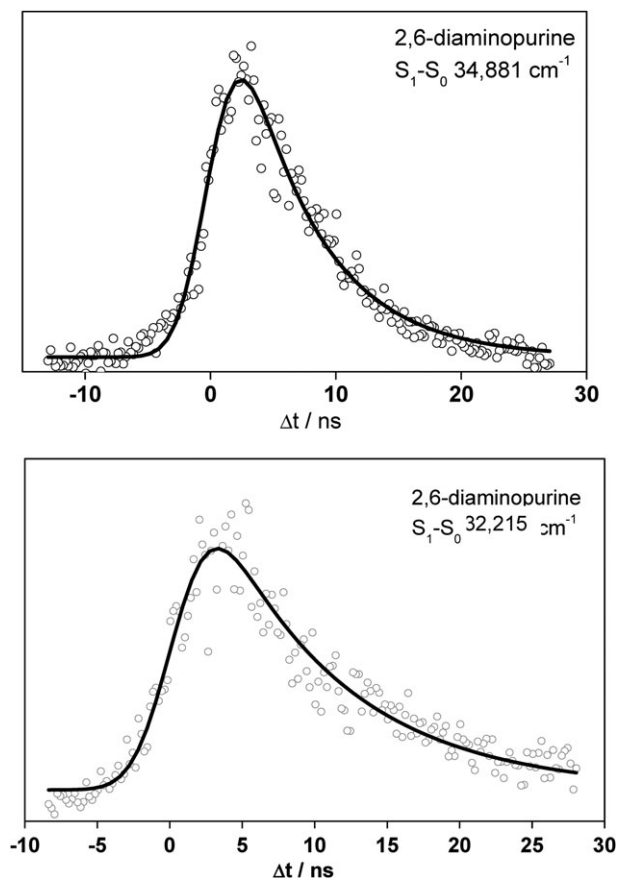 2,6-diaminopurine
S₁-S₀ 34,881 cm⁻¹
-10 0 10 20 30
Δt / ns
2,6-diaminopurine
S₁-S₀ 32,215 cm⁻¹
-10 -5 0 5 10 15 20 25 30
Δt / ns